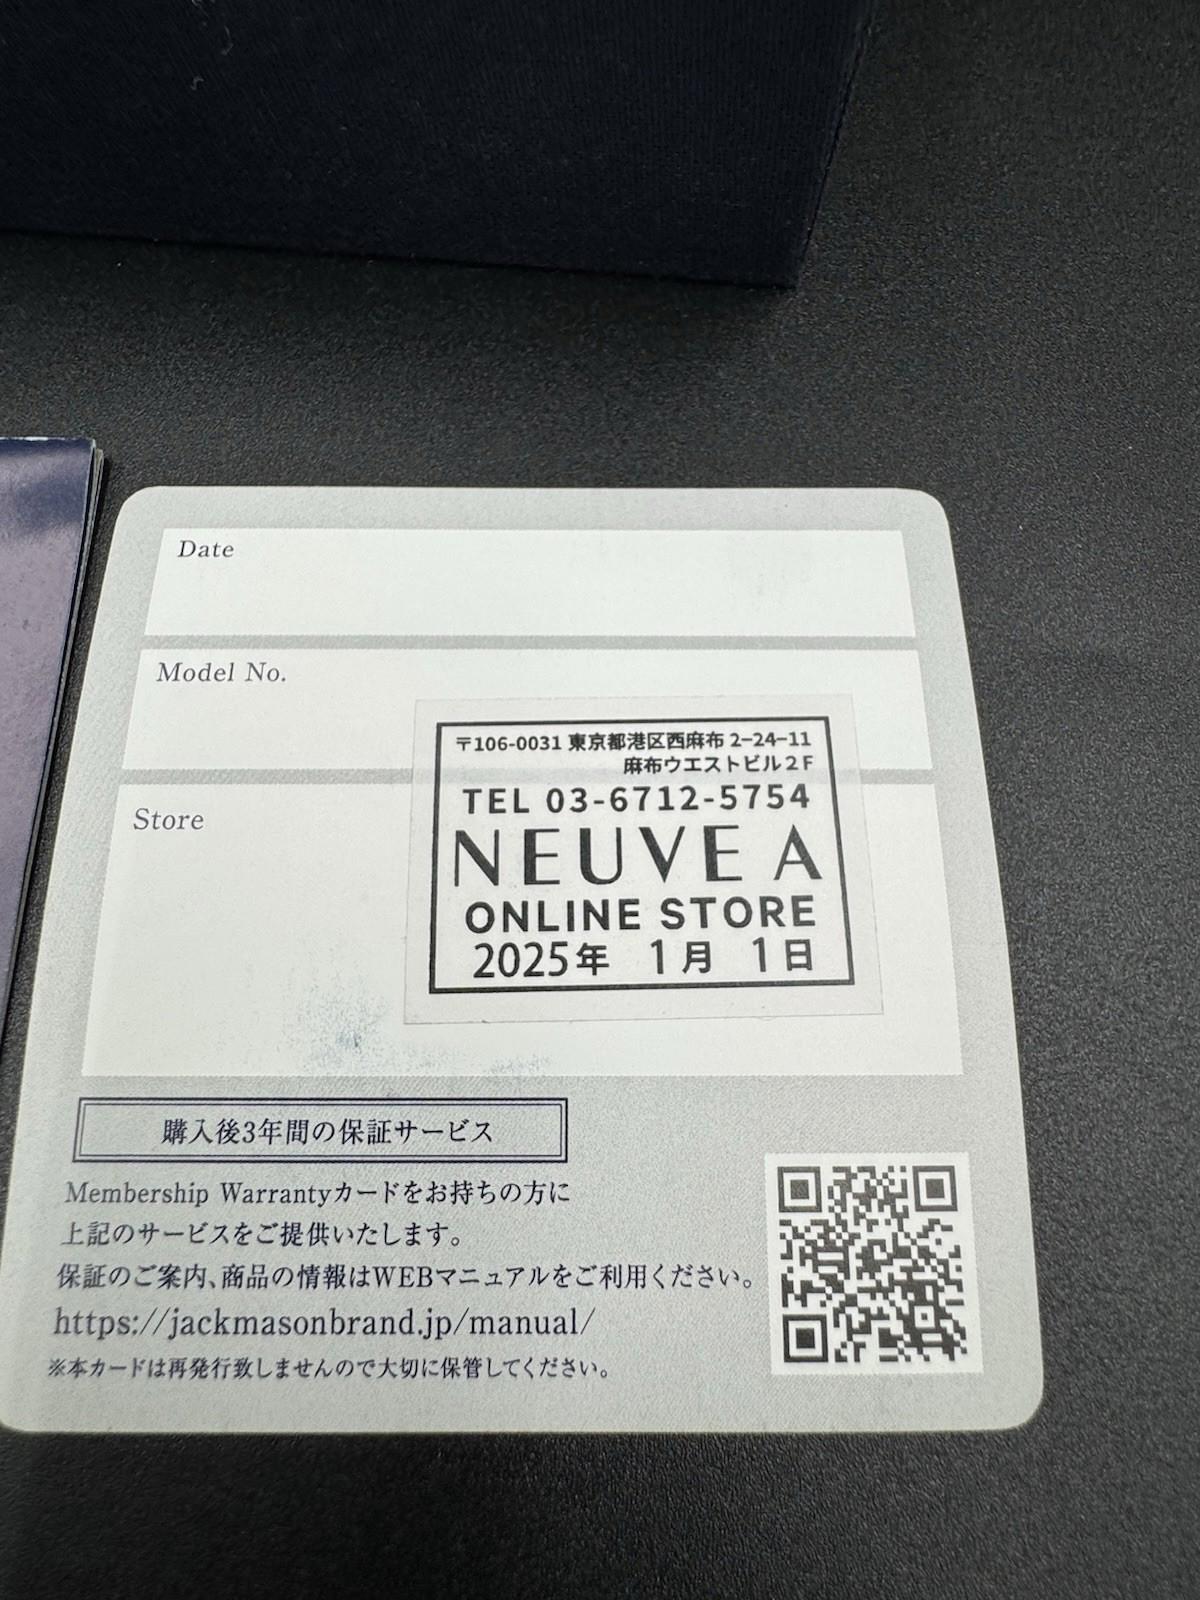 Date
Model No.
〒106-0031 東京都港区西麻布 2-24-11
麻布ウエストビル２F
TEL 03-6712-5754
Store
NEUVE A
ONLINE STORE
2025年 1月 1日
購入後3年間の保証サービス
Membership Warrantyカードをお持ちの方に
上記のサービスをご提供いたします。
保証のご案内、商品の情報はWEBマニュアルをご利用ください。
https://jackmasonbrand.jp/manual/
※本カードは再発行致しませんので大切に保管してください。